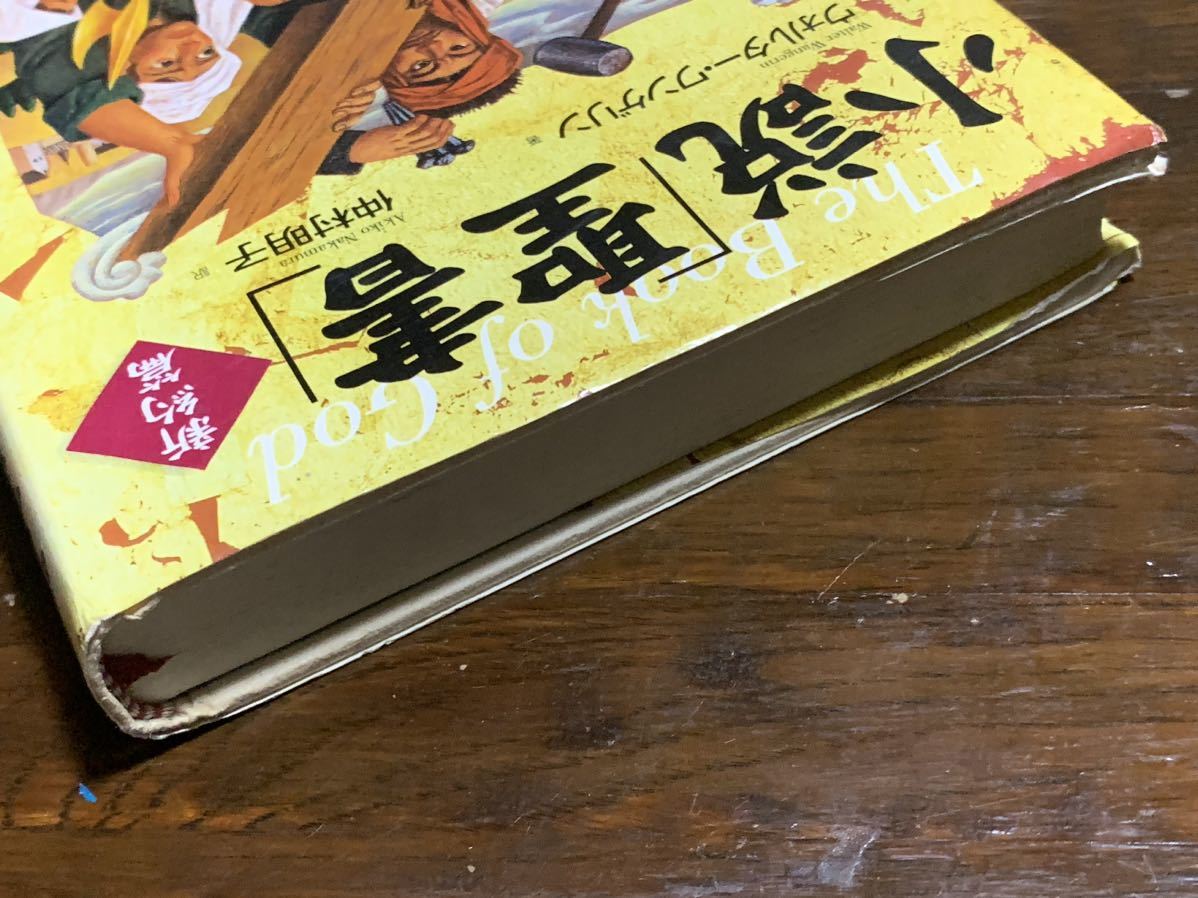 小説
「聖書」
The Book of God
Walter Wangerin
ウォルター・ワンゲリン 著
Akiko Nakamura
仲村明子 訳
新約篇